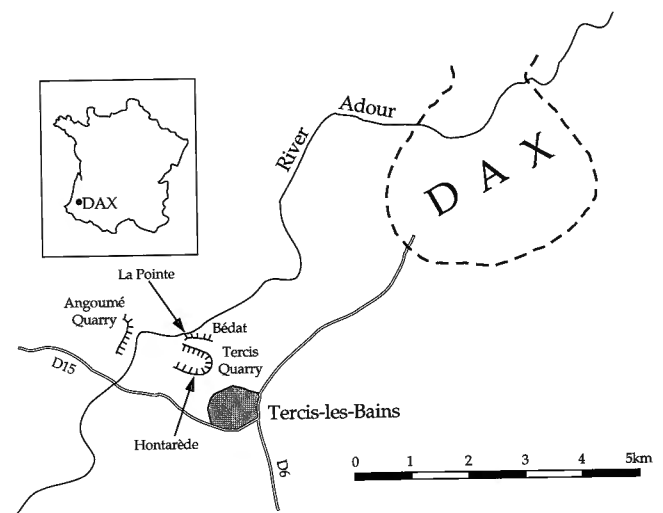 DAX
River Adour
DAX
La Pointe
Angoumé
Quarry
Bédat
Tercis
Quarry
D15
Tercis-les-Bains
Hontarède
D6
0 1 2 3 4 5km